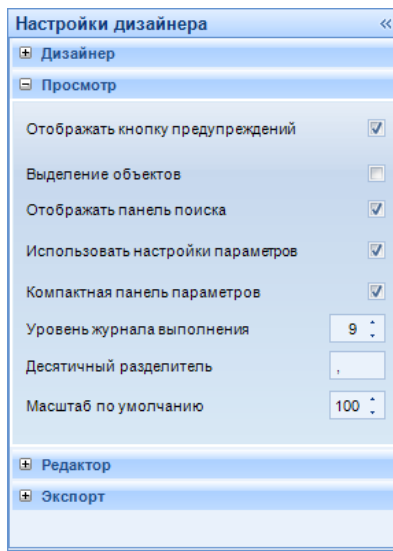 Настройки дизайнера «
Дизайнер
Просмотр
Отображать кнопку предупреждений
Выделение объектов
Отображать панель поиска
Использовать настройки параметров
Компактная панель параметров
Уровень журнала выполнения 9
Десятичный разделитель ,
Масштаб по умолчанию 100
Редактор
Экспорт